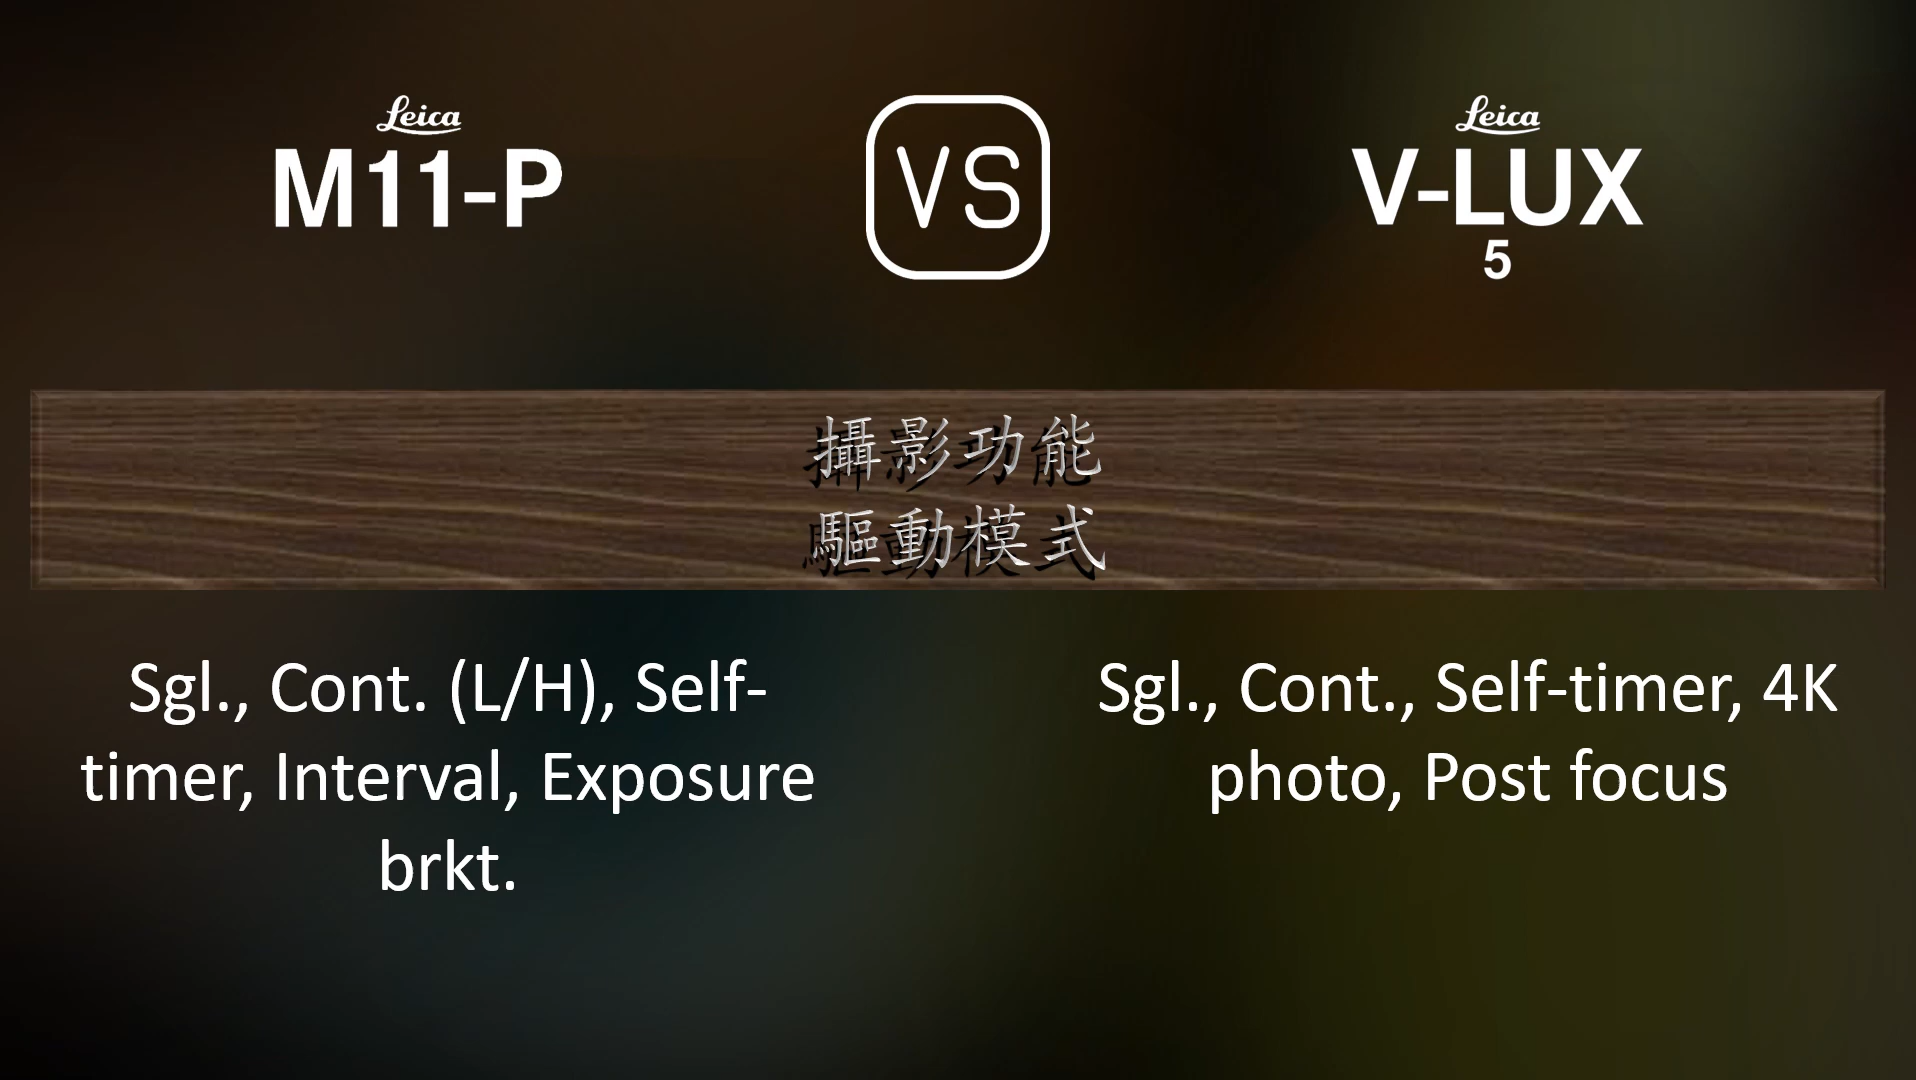 Leica
M11-P
VS
Leica
V-LUX
5
攝影功能
驅動模式
Sgl., Cont. (L/H), Self-
timer, Interval, Exposure
brkt.
Sgl., Cont., Self-timer, 4K
photo, Post focus